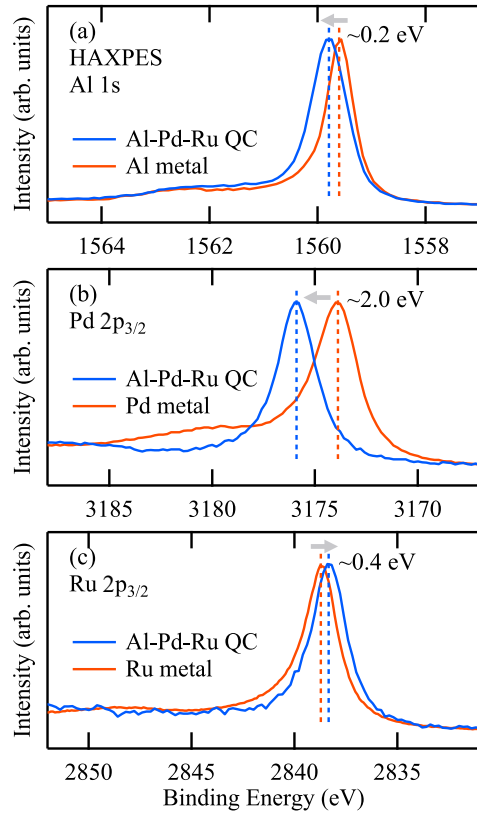 (a)
HAXPES
Al 1s
~0.2 eV
Al-Pd-Ru QC
Al metal
Intensity (arb. units)
1564 1562 1560 1558
(b)
Pd 2p3/2
~2.0 eV
Al-Pd-Ru QC
Pd metal
Intensity (arb. units)
3185 3180 3175 3170
(c)
Ru 2p3/2
~0.4 eV
Al-Pd-Ru QC
Ru metal
Intensity (arb. units)
2850 2845 2840 2835
Binding Energy (eV)